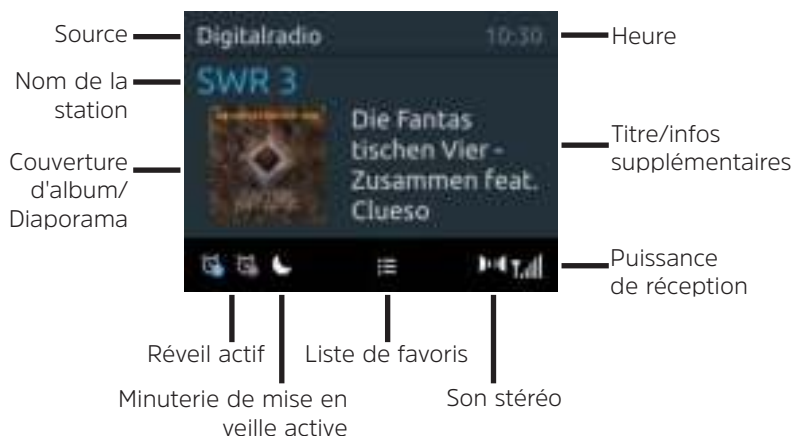 Source
Digitalradio
10:30
Heure
Nom de la
station
SWR 3
Couverture
d'album/
Diaporama
Die Fantas
tischen Vier -
Zusammen feat.
Clueso
Titre/infos
supplémentaires
Puissance
de réception
Réveil actif
Liste de favoris
Minuterie de mise en
veille active
Son stéréo